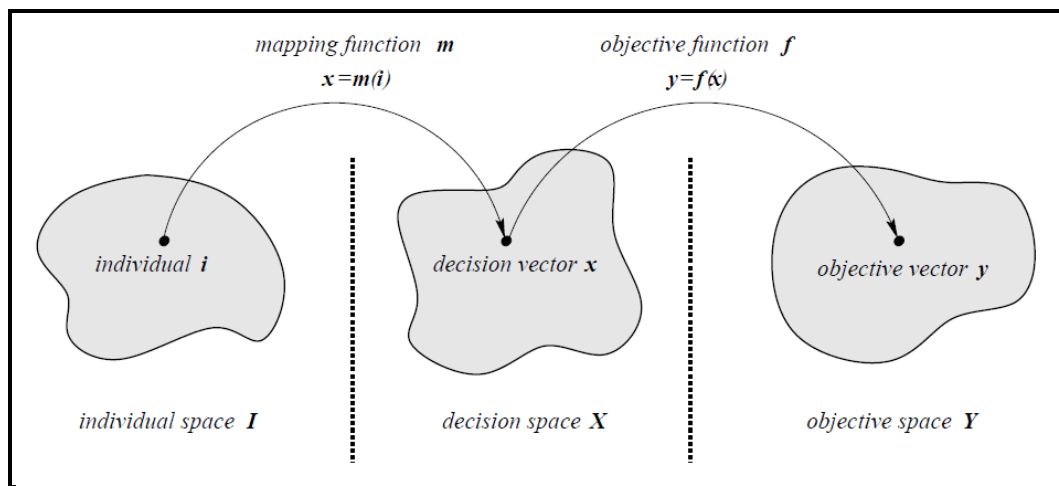 mapping function m
objective function f
x=m(i)
y=f(x)
individual i
decision vector x
objective vector y
individual space I
decision space X
objective space Y